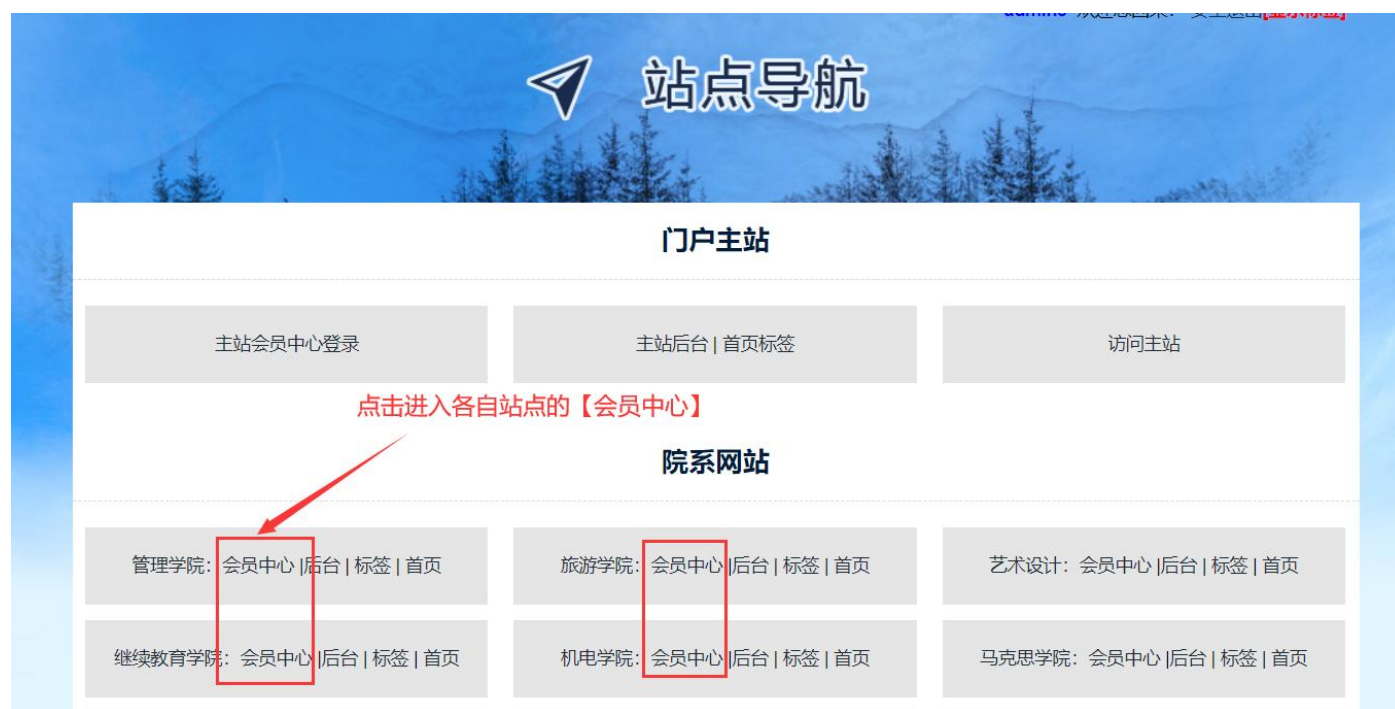 站点导航
门户主站
主站会员中心登录
主站后台 | 首页标签
访问主站
点击进入各自站点的【会员中心】
院系网站
管理学院：会员中心 |后台 | 标签 | 首页
旅游学院：会员中心 |后台 | 标签 | 首页
艺术设计：会员中心 |后台 | 标签 | 首页
继续教育学院：会员中心 |后台 | 标签 | 首页
机电学院：会员中心 |后台 | 标签 | 首页
马克思学院：会员中心 |后台 | 标签 | 首页